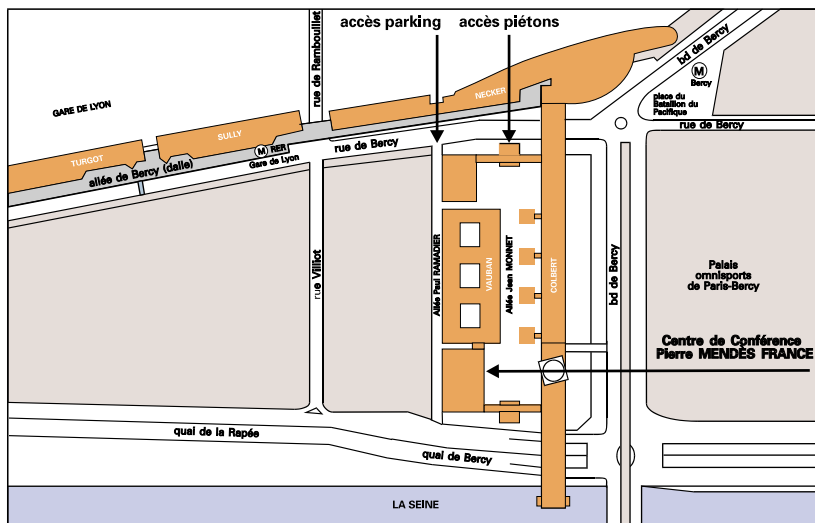 accès parking
accès piétons
rue de Rambouillet
bd de Bercy
M
Bercy
GARE DE LYON
NECKER
place du
Bataillon du
Pacifique
rue de Bercy
SULLY
TURGOT
M RER
Gare de Lyon
rue de Bercy
allée de Bercy (dalle)
rue Villiot
Allée Paul RAMADIER
VAUBAN
Allée Jean MONNET
COLBERT
bd de Bercy
Palais
omnisports
de Paris-Bercy
Centre de Conférence
Pierre MENDÈS FRANCE
quai de la Rapée
quai de Bercy
LA SEINE